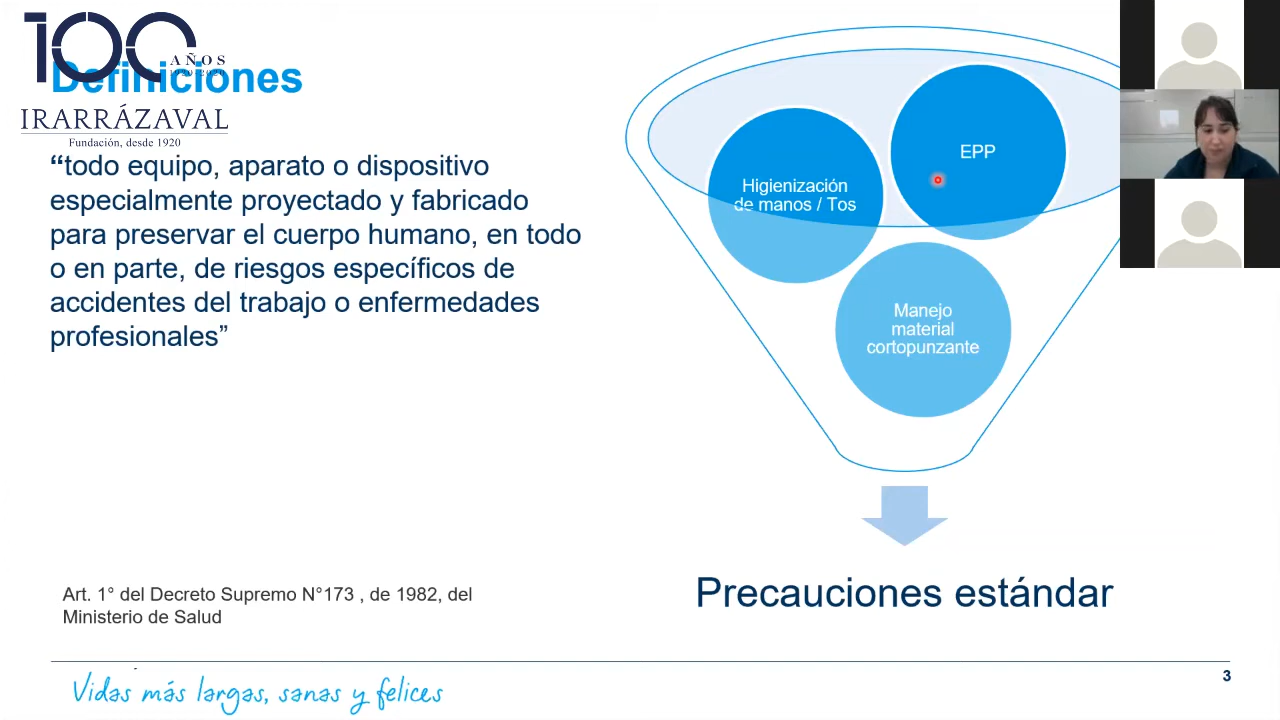 100
AÑOS
1920-2020
Definiciones
IRARRÁZAVAL
Fundación, desde 1920
“todo equipo, aparato o dispositivo
especialmente proyectado y fabricado
para preservar el cuerpo humano, en todo
o en parte, de riesgos específicos de
accidentes del trabajo o enfermedades
profesionales”
Higienización
de manos / Tos
EPP
Manejo
material
cortopunzante
Precauciones estándar
Art. 1° del Decreto Supremo N°173 , de 1982, del
Ministerio de Salud
Vidas más largas, sanas y felices
3